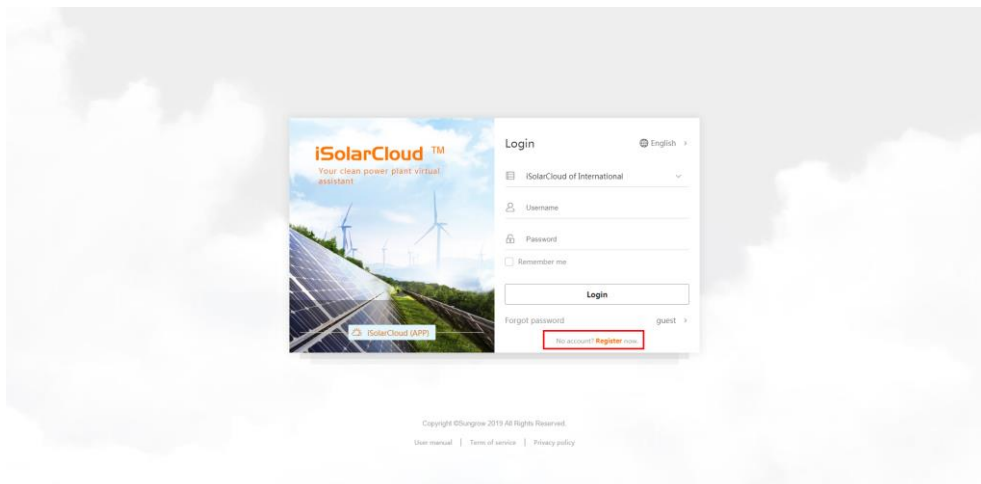 iSolarCloud TM
Your clean power plant virtual
assistant
iSolarCloud (APP)
Login
English
iSolarCloud of International
Username
Password
Remember me
Login
Forgot password
guest
No account? Register now.
Copyright ©Sungrow 2019 All Rights Reserved.
User manual | Term of service | Privacy policy